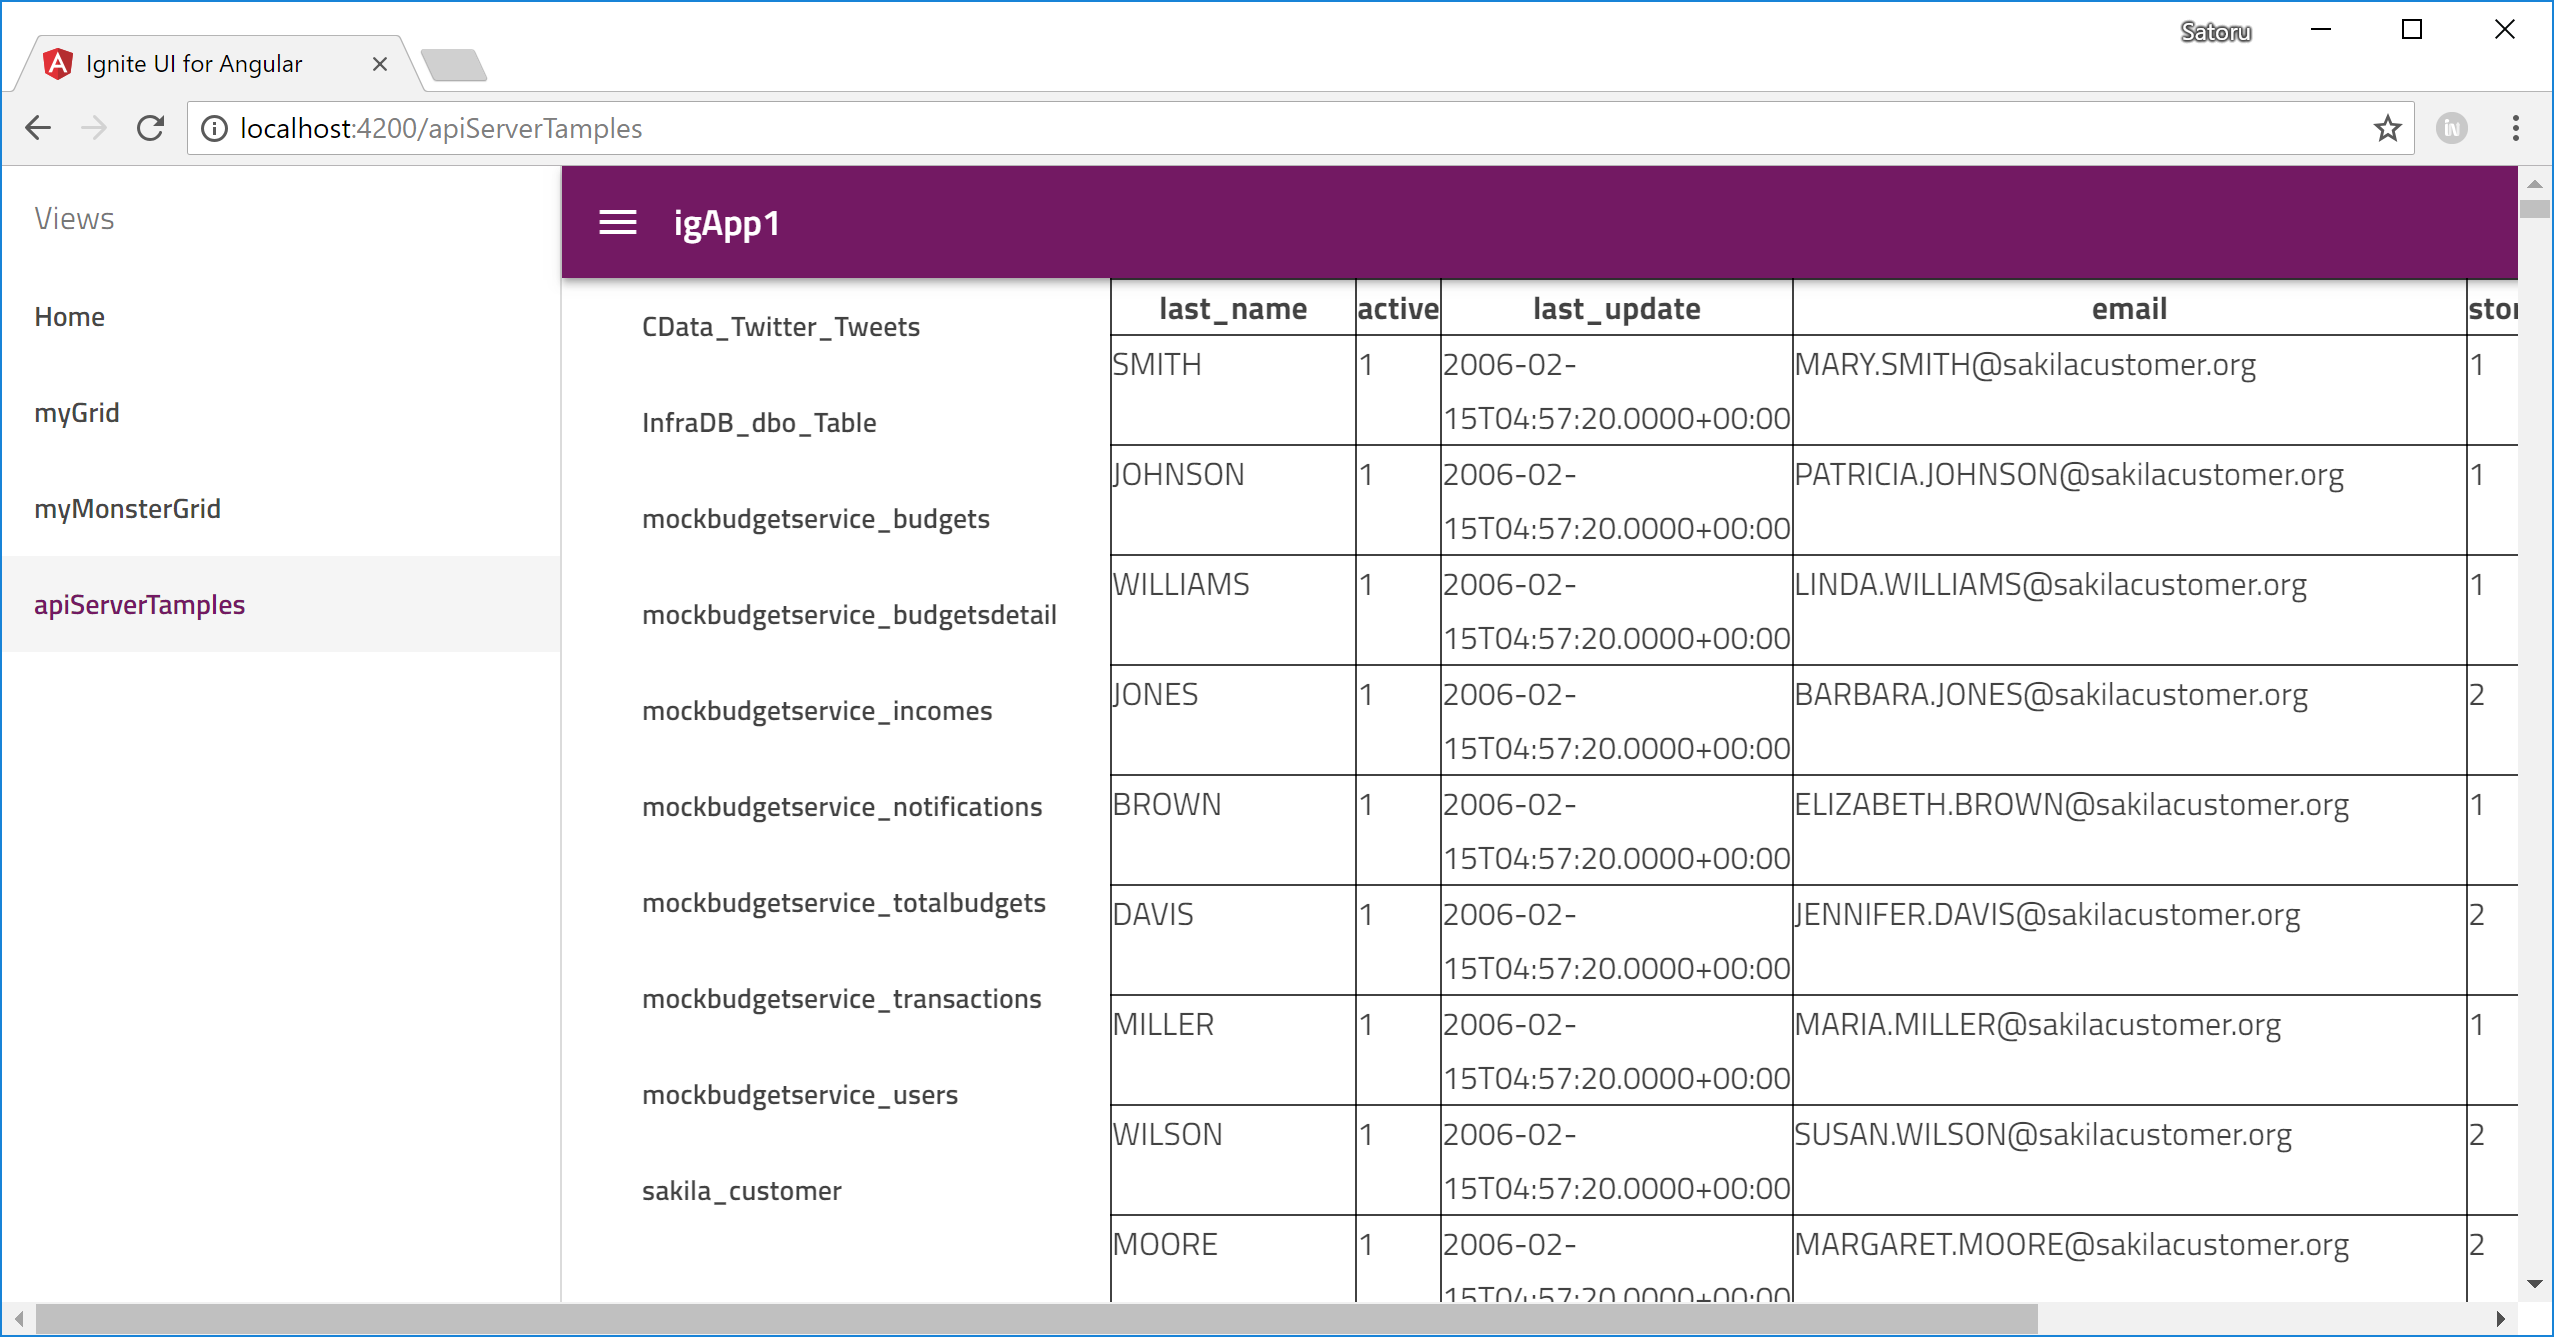 Satoru
Ignite UI for Angular
localhost:4200/apiServerTamples
Views
Home
myGrid
myMonsterGrid
apiServerTamples
igApp1
CData_Twitter_Tweets
InfraDB_dbo_Table
mockbudgetservice_budgets
mockbudgetservice_budgetsdetail
mockbudgetservice_incomes
mockbudgetservice_notifications
mockbudgetservice_totalbudgets
mockbudgetservice_transactions
mockbudgetservice_users
sakila_customer
last_name active last_update email
SMITH 1 2006-02- MARY.SMITH@sakilacustomer.org 1
15T04:57:20.0000+00:00
JOHNSON 1 2006-02- PATRICIA.JOHNSON@sakilacustomer.org 1
15T04:57:20.0000+00:00
WILLIAMS 1 2006-02- LINDA.WILLIAMS@sakilacustomer.org 1
15T04:57:20.0000+00:00
JONES 1 2006-02- BARBARA.JONES@sakilacustomer.org 2
15T04:57:20.0000+00:00
BROWN 1 2006-02- ELIZABETH.BROWN@sakilacustomer.org 1
15T04:57:20.0000+00:00
DAVIS 1 2006-02- JENNIFER.DAVIS@sakilacustomer.org 2
15T04:57:20.0000+00:00
MILLER 1 2006-02- MARIA.MILLER@sakilacustomer.org 1
15T04:57:20.0000+00:00
WILSON 1 2006-02- SUSAN.WILSON@sakilacustomer.org 2
15T04:57:20.0000+00:00
MOORE 1 2006-02- MARGARET.MOORE@sakilacustomer.org 2
15T04:57:20.0000+00:00